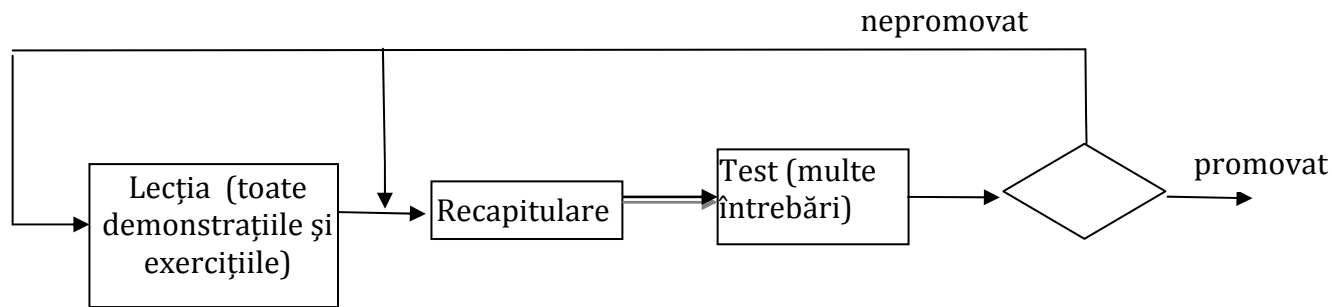 nepromovat
Lecția (toate
demonstrațiile și
exercițiile)
Recapitulare
Test (multe
întrebări)
promovat